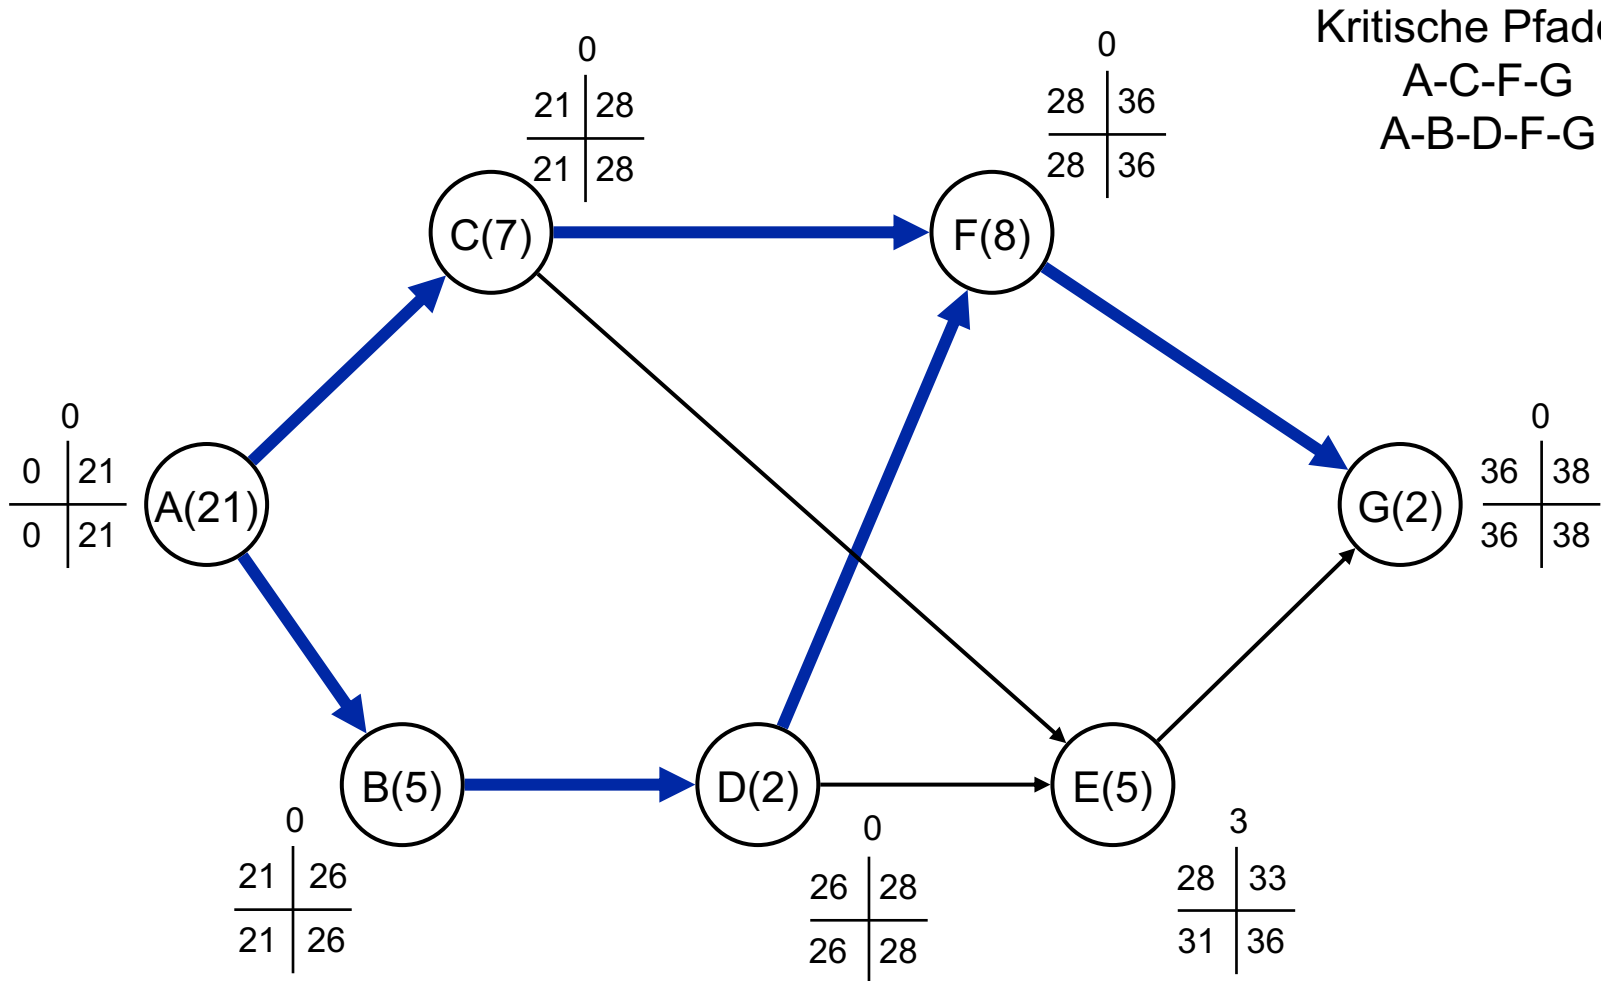 Kritische Pfade
A-C-F-G
A-B-D-F-G
0
21 28
21 28
C(7)
0
28 36
28 36
F(8)
0
0 21
0 21
A(21)
0
36 38
36 38
G(2)
B(5)
0
21 26
21 26
D(2)
0
26 28
26 28
E(5)
3
28 33
31 36